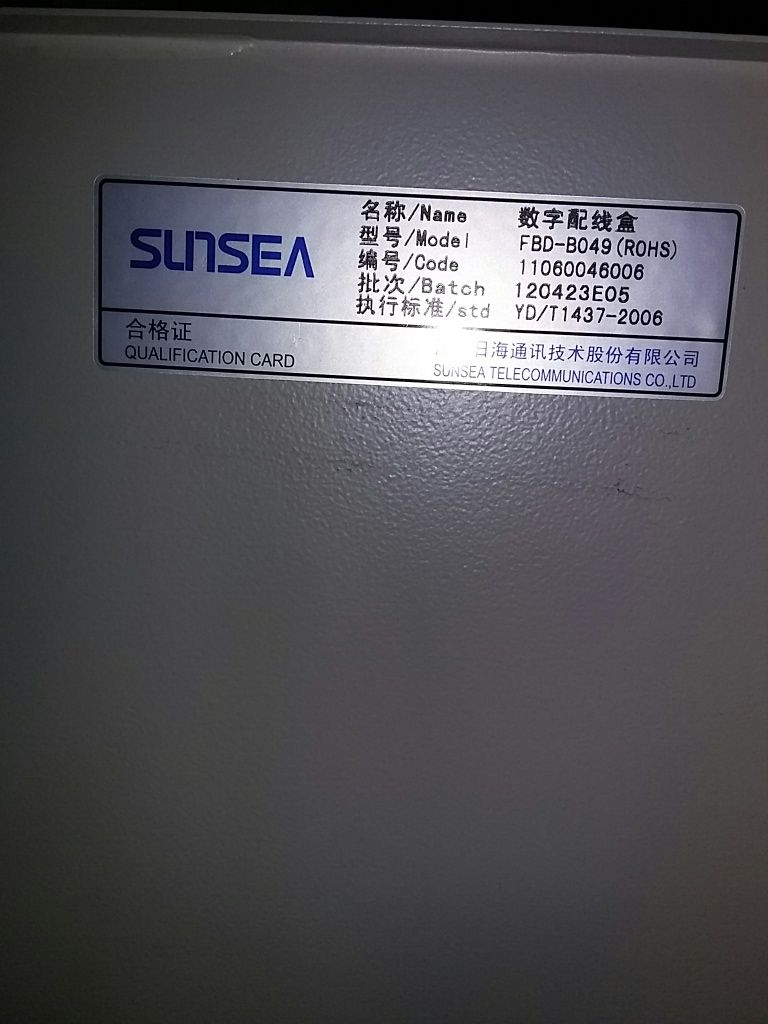 SUNSEA
名称/Name 数字配线盒
型号/Model FBD-B049(ROHS)
编号/Code 11060046006
批次/Batch 120423E05
执行标准/std YD/T1437-2006
合格证
QUALIFICATION CARD
日海通讯技术股份有限公司
SUNSEA TELECOMMUNICATIONS CO.,LTD